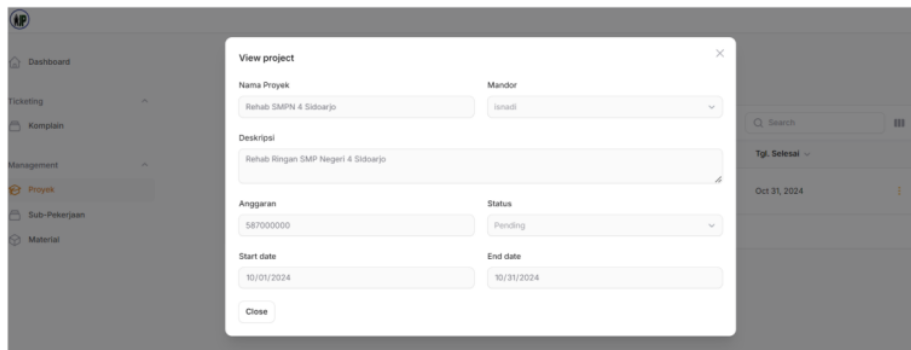 IP
Dashboard
Ticketing
Komplain
Management
Proyek
Sub-Pekerjaan
Material
View project
Nama Proyek
Rehab SMPN 4 Sidoarjo
Mandor
isnadi
Deskripsi
Rehab Ringan SMP Negeri 4 Sidoarjo
Anggaran
587000000
Status
Pending
Start date
10/01/2024
End date
10/31/2024
Close
Search
Tgl. Selesai
Oct 31, 2024